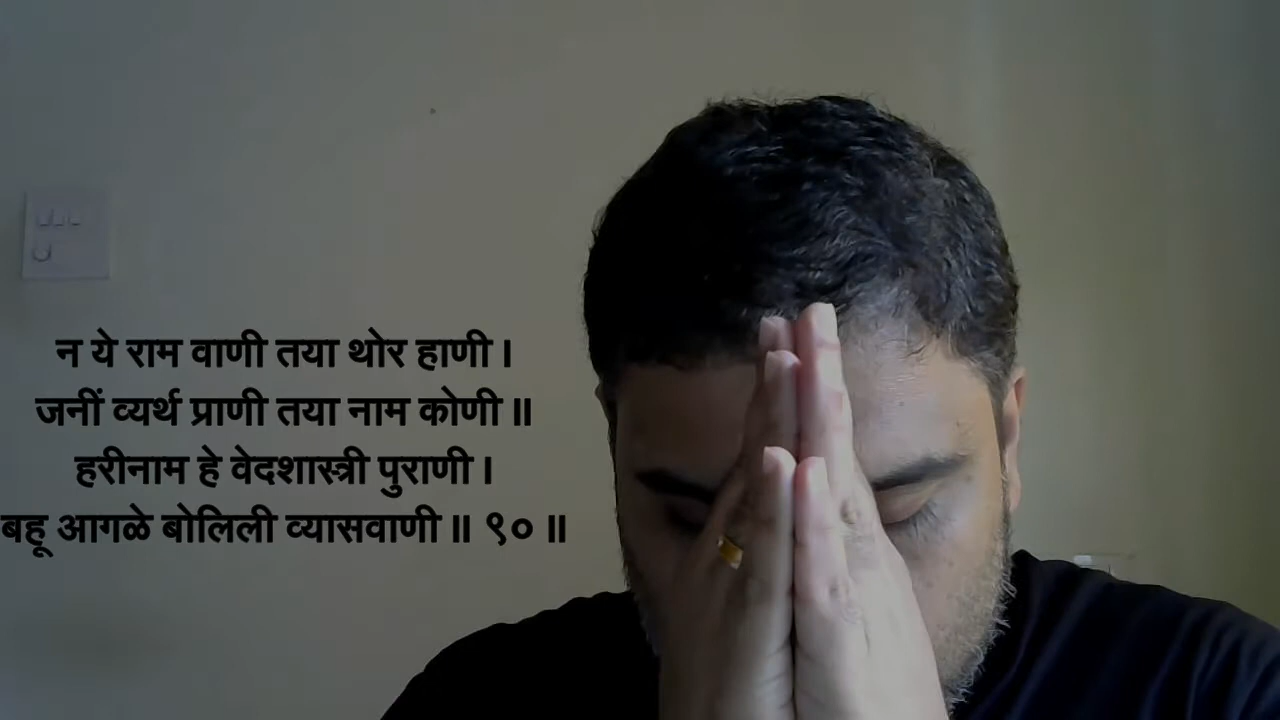 न ये राम वाणी तया थोर हाणी ।
जनीं व्यर्थ प्राणी तया नाम कोणी ॥
हरीनाम हे वेदशास्त्री पुराणी ।
बहू आगळे बोलिली व्यासवाणी ॥ ९० ॥